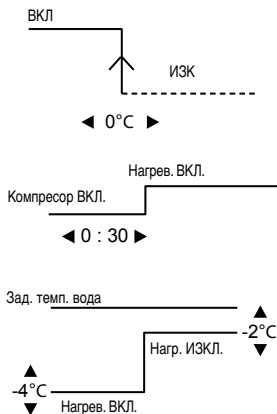 ВКЛ
ИЗК
◄ 0°C ►
Нагрев. ВКЛ.
Компресор ВКЛ.
◄ 0 : 30 ►
Зад. темп. вода
-2°C
Нагр. ИЗКЛ.
-4°C
Нагрев. ВКЛ.